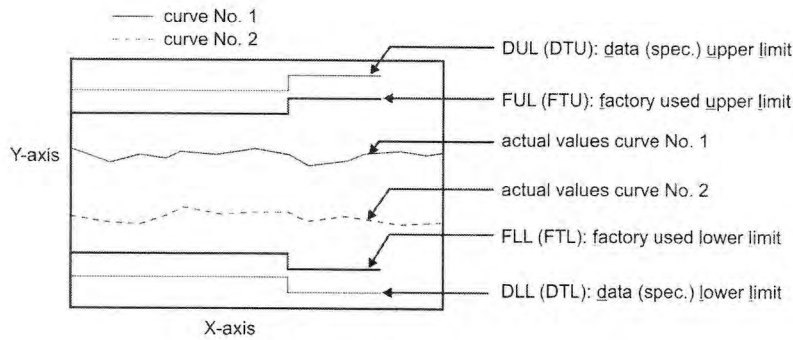 curve No. 1
curve No. 2
DUL (DTU): data (spec.) upper limit
FUL (FTU): factory used upper limit
actual values curve No. 1
Y-axis
actual values curve No. 2
FLL (FTL): factory used lower limit
DLL (DTL): data (spec.) lower limit
X-axis